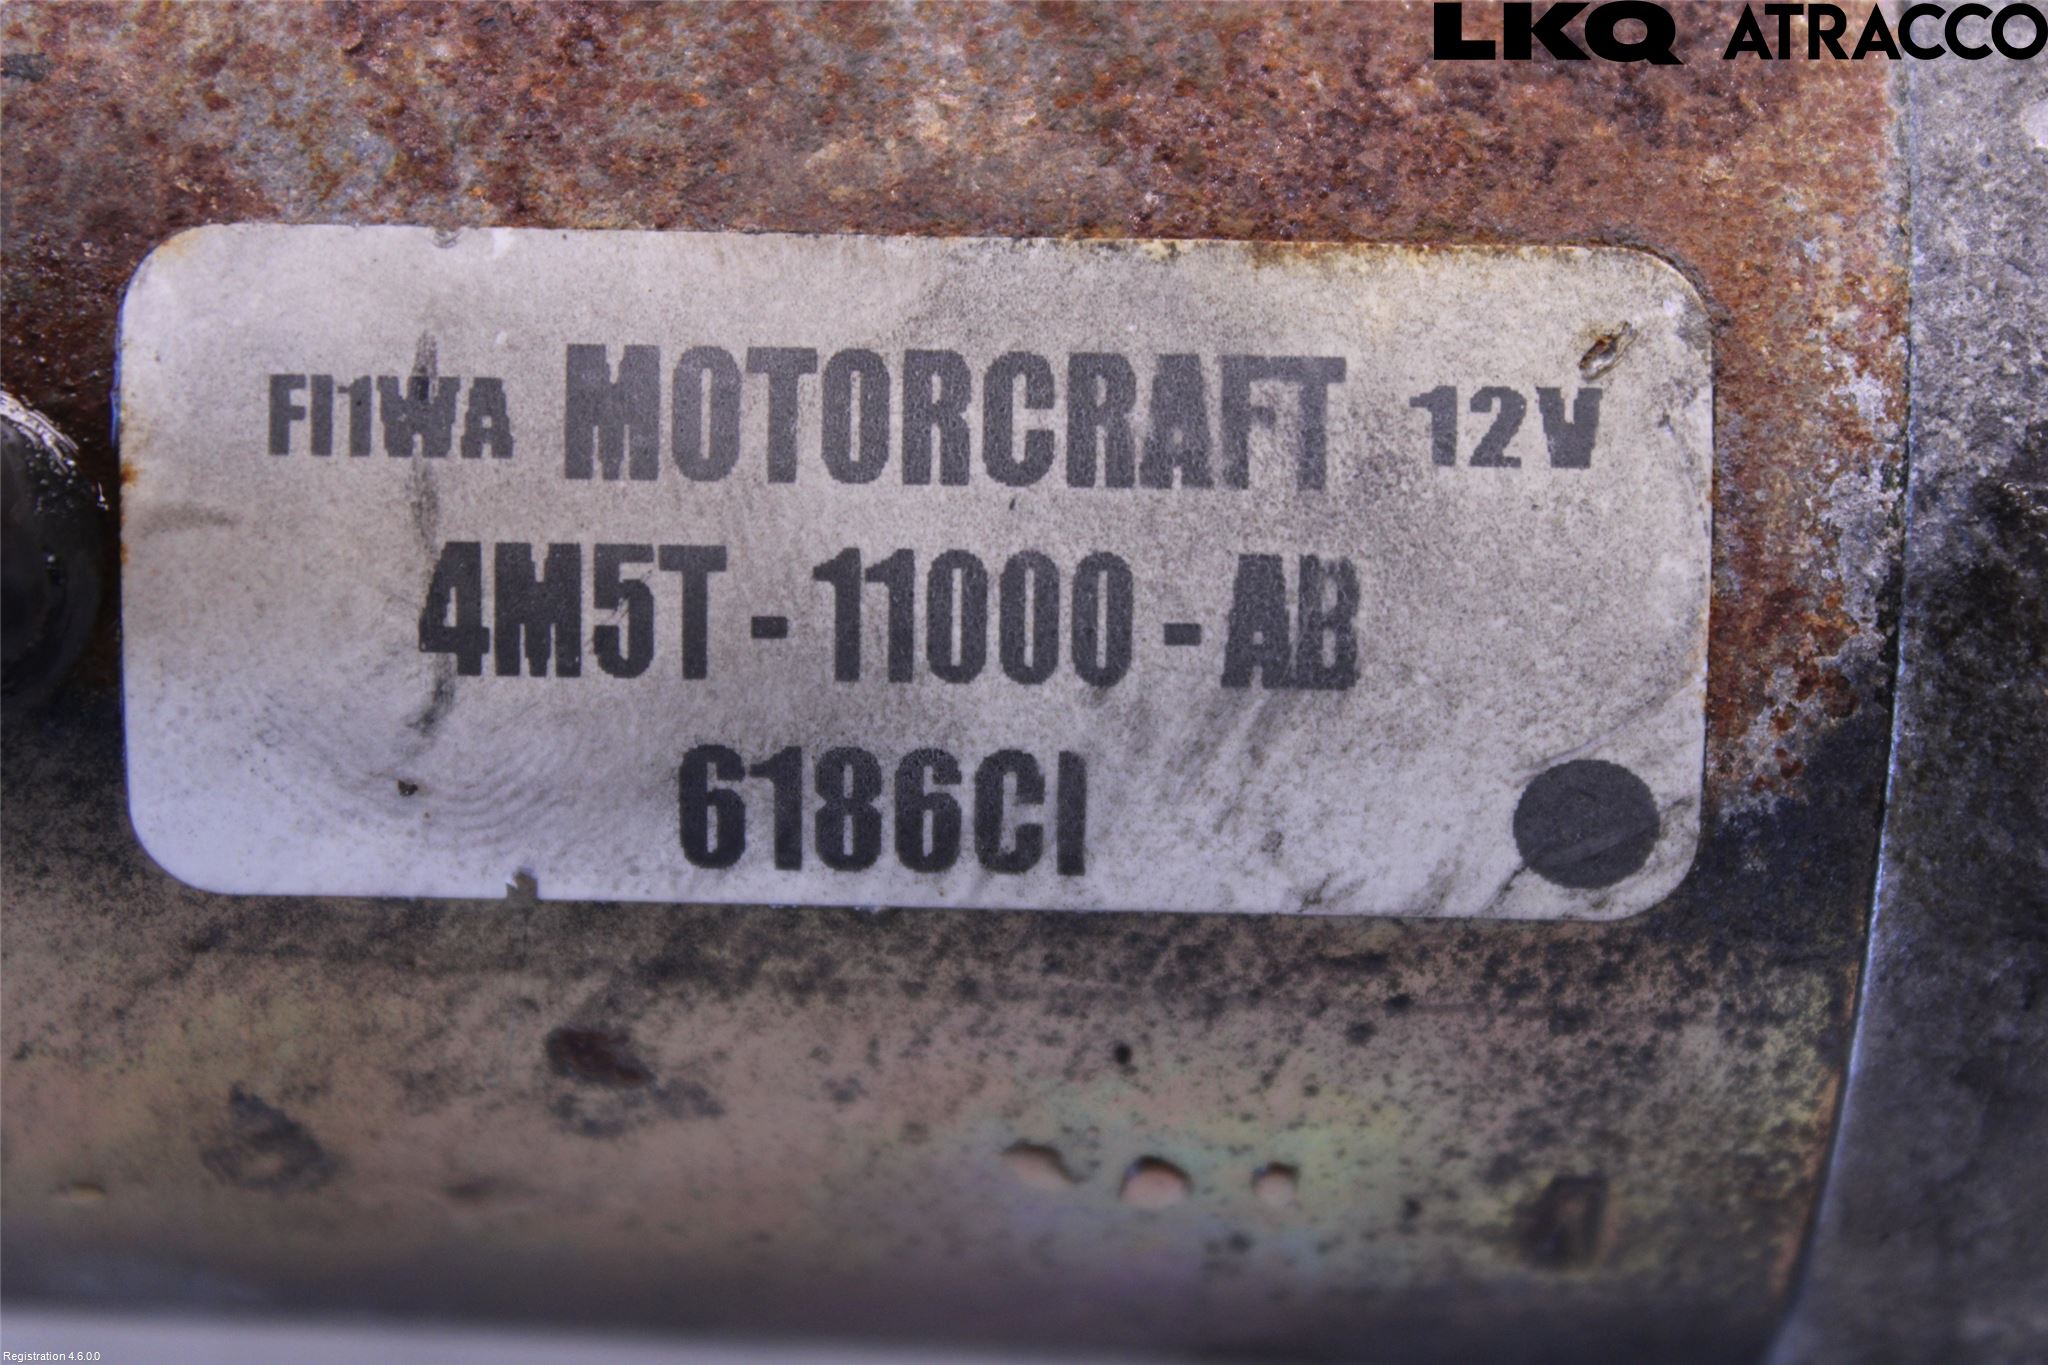 LKQ ATRACCO
FI1WA MOTORCRAFT 12V
4M5T - 11000 - AB
6186CI
Registration 4.6.0.0